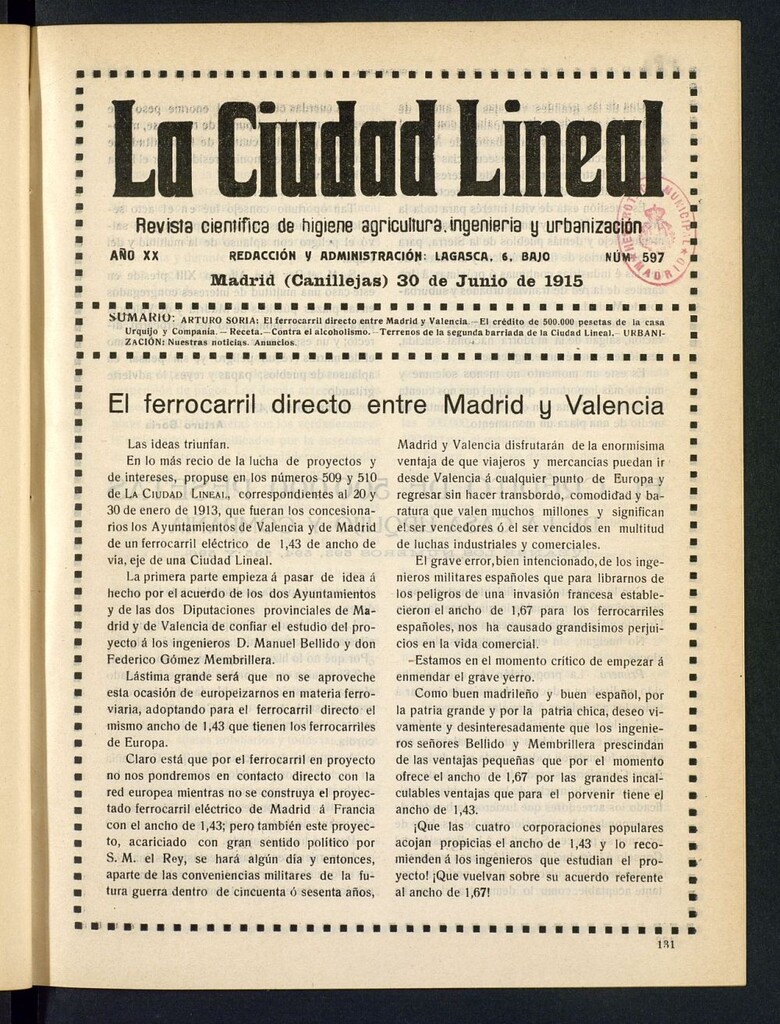 La Ciudad Lineal
Revista científica de higiene agricultura, ingeniería y urbanización
AÑO XX REDACCIÓN Y ADMINISTRACIÓN: LAGASCA, 6, BAJO NÚM. 597
Madrid (Canillejas) 30 de Junio de 1915
HEMEROTECA MUNICIPAL
MADRID
SUMARIO: ARTURO SORIA: El ferrocarril directo entre Madrid y Valencia.—El crédito de 500.000 pesetas de la casa
Urquijo y Compañía.—Receta.—Contra el alcoholismo.—Terrenos de la segunda barriada de la Ciudad Lineal.—URBANI-
ZACIÓN: Nuestras noticias. Anuncios.
El ferrocarril directo entre Madrid y Valencia
Las ideas triunfan.
En lo más recio de la lucha de proyectos y
de intereses, propuse en los números 509 y 510
de LA CIUDAD LINEAL, correspondientes al 20 y
30 de enero de 1913, que fueran los concesiona-
rios los Ayuntamientos de Valencia y de Madrid
de un ferrocarril eléctrico de 1,43 de ancho de
vía, eje de una Ciudad Lineal.
La primera parte empieza á pasar de idea á
hecho por el acuerdo de los dos Ayuntamientos
y de las dos Diputaciones provinciales de Ma-
drid y de Valencia de confiar el estudio del pro-
yecto á los ingenieros D. Manuel Bellido y don
Federico Gómez Membrillera.
Lástima grande será que no se aproveche
esta ocasión de europeizarnos en materia ferro-
viaria, adoptando para el ferrocarril directo el
mismo ancho de 1,43 que tienen los ferrocarriles
de Europa.
Claro está que por el ferrocarril en proyecto
no nos pondremos en contacto directo con la
red europea mientras no se construya el proyec-
tado ferrocarril eléctrico de Madrid á Francia
con el ancho de 1,43; pero también este proyec-
to, acariciado con gran sentido político por
S. M. el Rey, se hará algún día y entonces,
aparte de las conveniencias militares de la fu-
tura guerra dentro de cincuenta ó sesenta años,
Madrid y Valencia disfrutarán de la enormísima
ventaja de que viajeros y mercancías puedan ir
desde Valencia á cualquier punto de Europa y
regresar sin hacer transbordo, comodidad y ba-
ratura que valen muchos millones y significan
el ser vencedores ó el ser vencidos en multitud
de luchas industriales y comerciales.
El grave error, bien intencionado, de los inge-
nieros militares españoles que para librarnos de
los peligros de una invasión francesa estable-
cieron el ancho de 1,67 para los ferrocarriles
españoles, nos ha causado grandísimos perjui-
cios en la vida comercial.
Estamos en el momento crítico de empezar á
enmendar el grave yerro.
Como buen madrileño y buen español, por
la patria grande y por la patria chica, deseo vi-
vamente y desinteresadamente que los ingenie-
ros señores Bellido y Membrillera prescindan
de las ventajas pequeñas que por el momento
ofrece el ancho de 1,67 por las grandes incal-
culables ventajas que para el porvenir tiene el
ancho de 1,43.
¡Que las cuatro corporaciones populares
acojan propicias el ancho de 1,43 y lo reco-
mienden á los ingenieros que estudian el pro-
yecto! ¡Que vuelvan sobre su acuerdo referente
al ancho de 1,67!
131